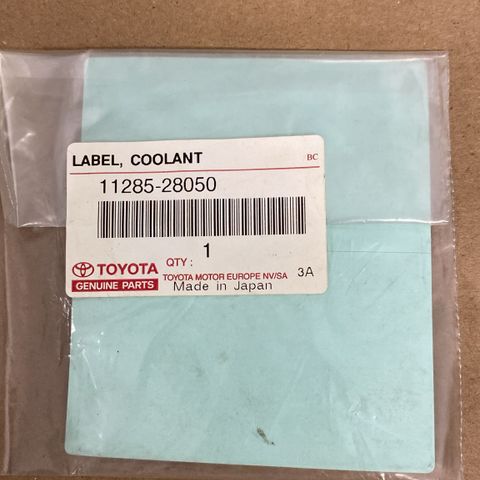 LABEL, COOLANT BC
11285-28050
QTY : 1
TOYOTA
GENUINE PARTS
TOYOTA MOTOR EUROPE NV/SA 3A
Made in Japan